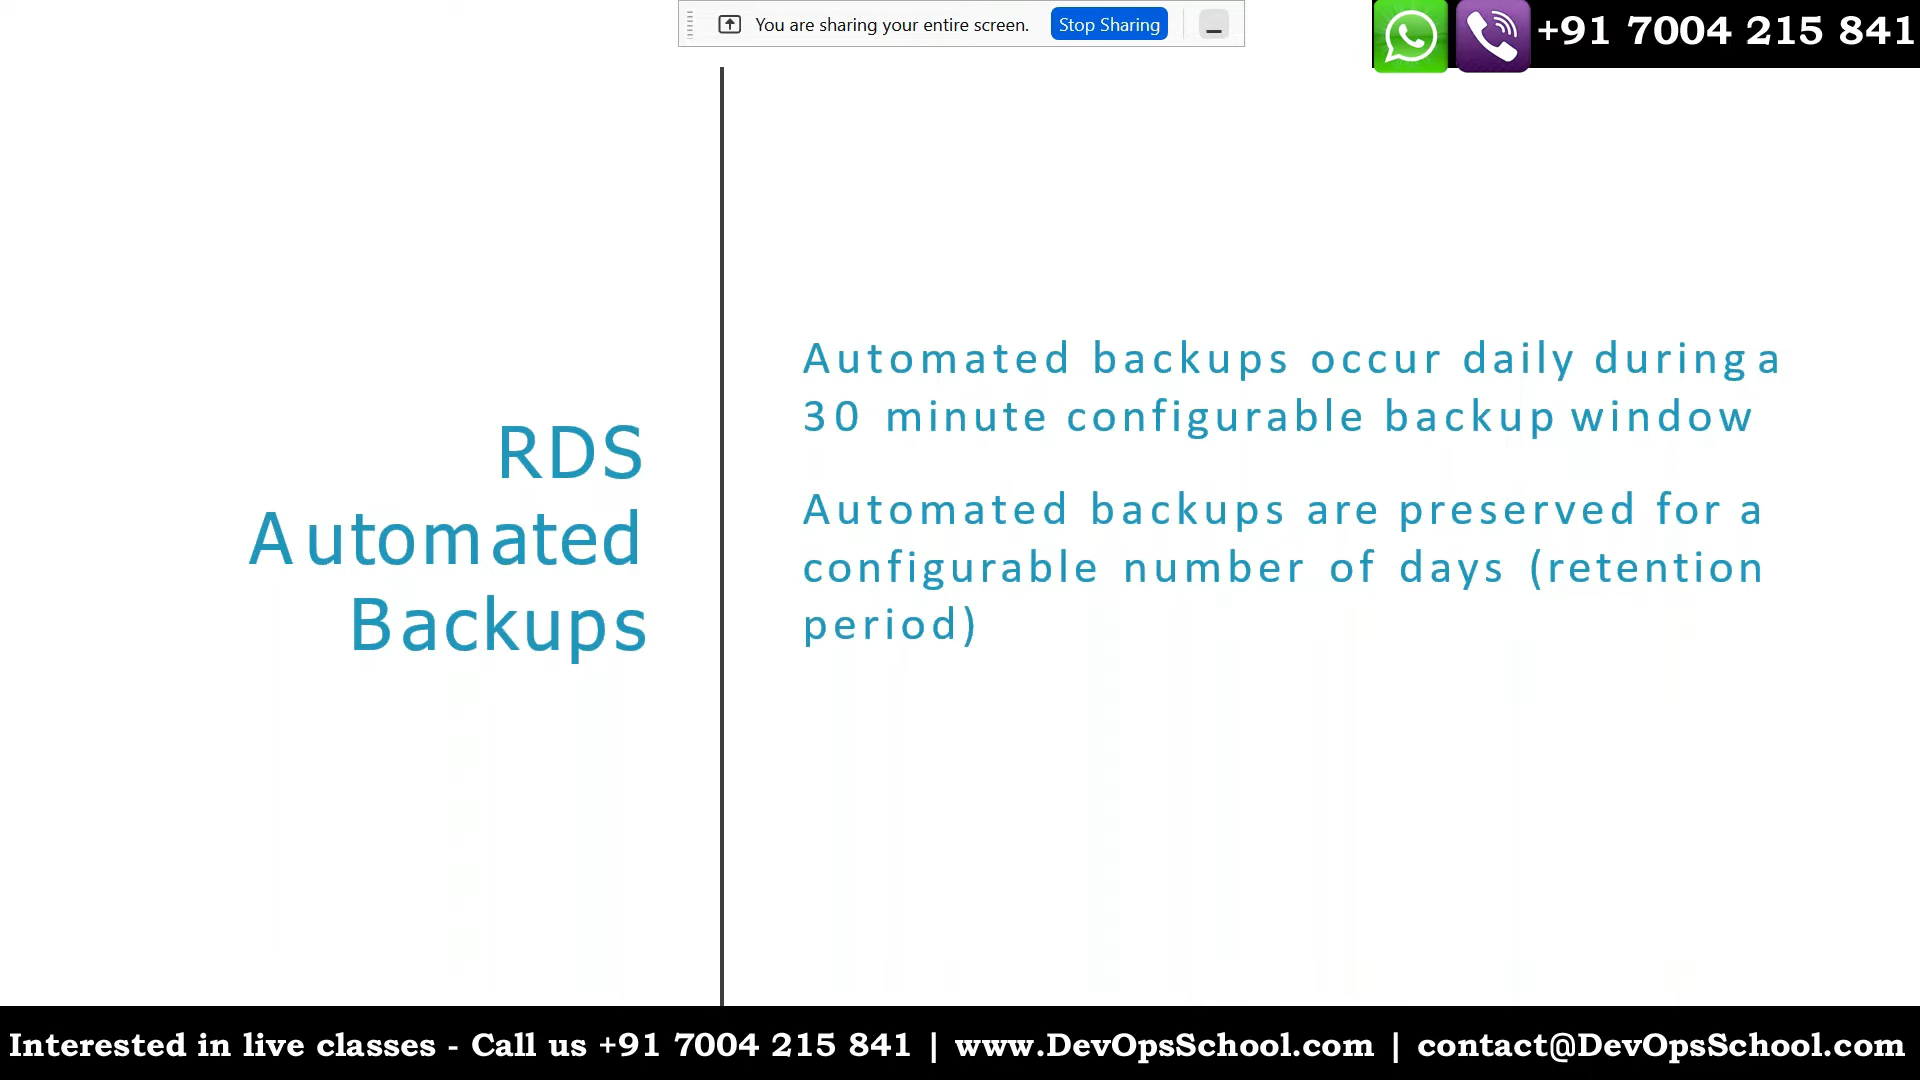 You are sharing your entire screen.
Stop Sharing
+91 7004 215 841
RDS
Automated
Backups
Automated backups occur daily during a
30 minute configurable backup window
Automated backups are preserved for a
configurable number of days (retention
period)
Interested in live classes - Call us +91 7004 215 841 | www.DevOpsSchool.com | contact@DevOpsSchool.com